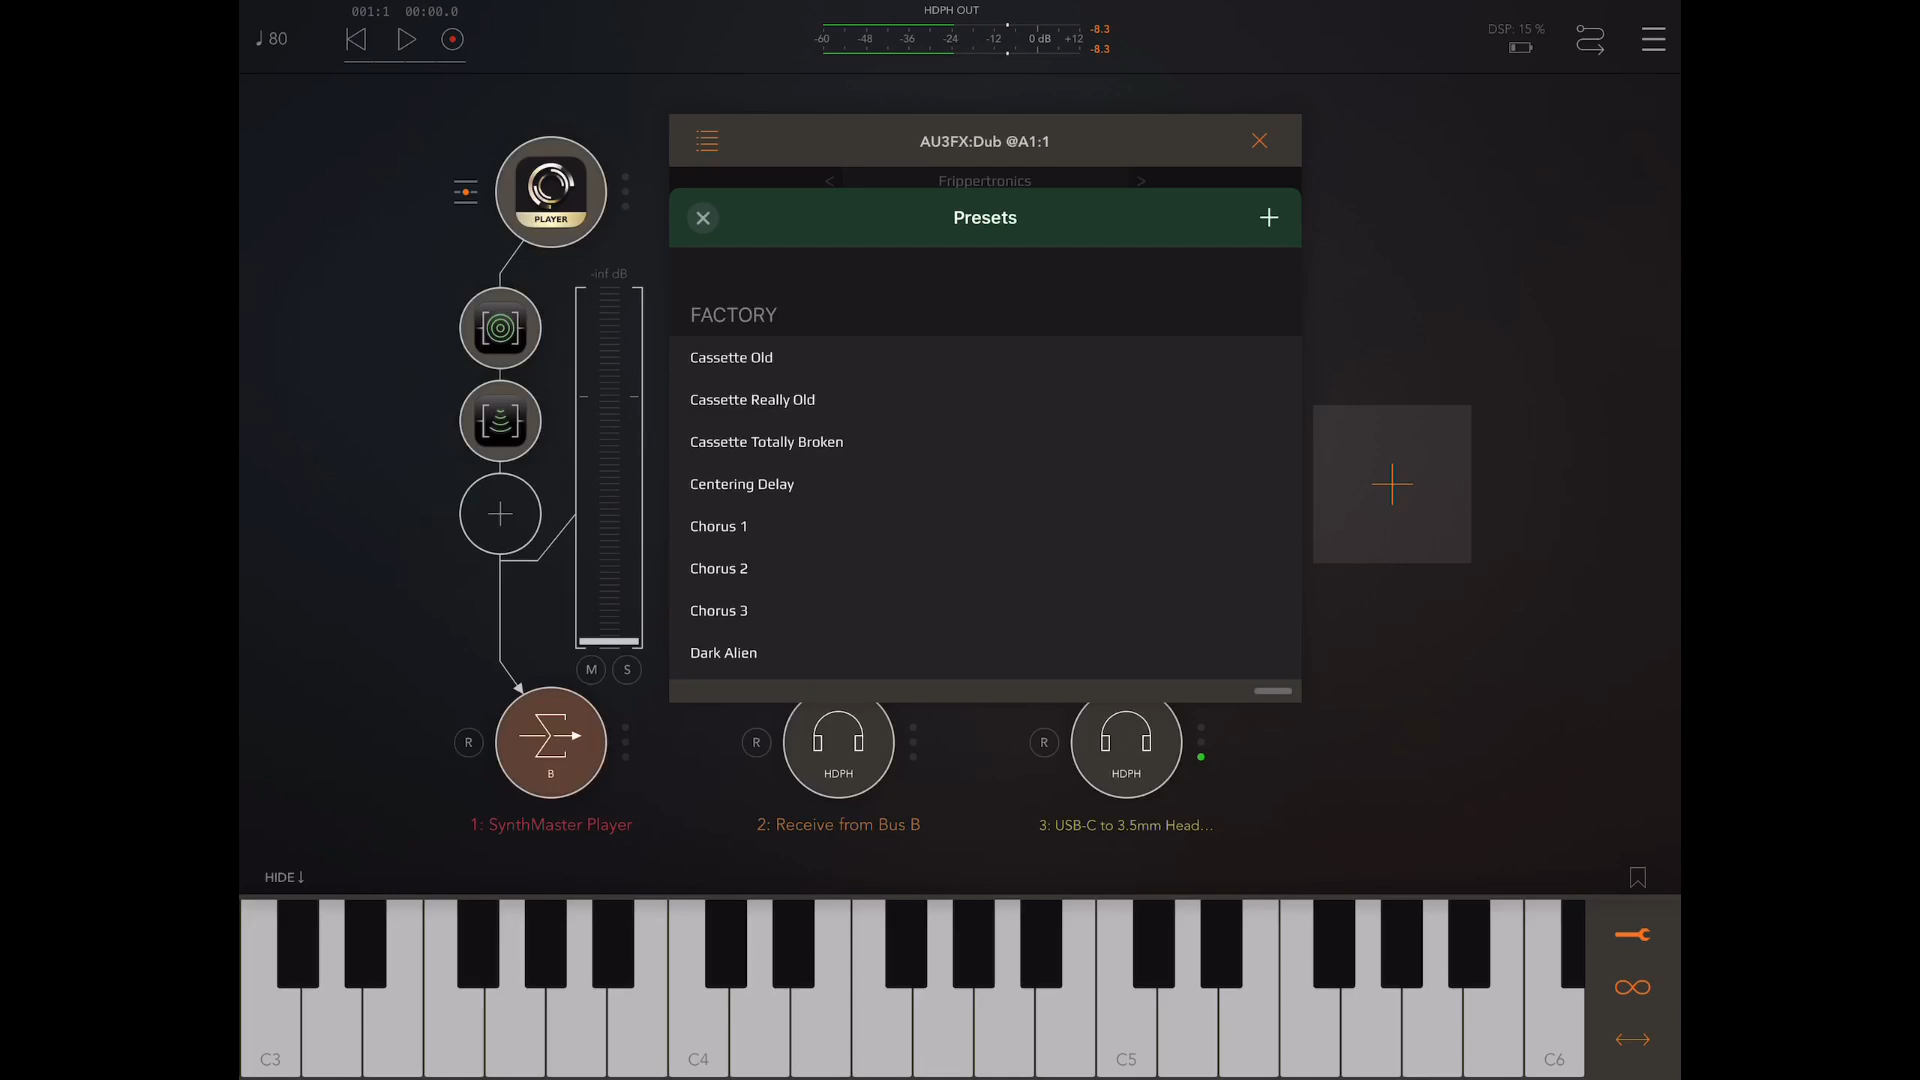 001:1 00:00.0
♩ 80
HDPH OUT
-60 -48 -36 -24 -12 0 dB +12
-8.3
-8.3
DSP: 15 %
AU3FX:Dub @A1:1
< Frippertronics >
Presets
PLAYER
-inf dB
FACTORY
Cassette Old
Cassette Really Old
Cassette Totally Broken
Centering Delay
Chorus 1
Chorus 2
Chorus 3
Dark Alien
M S
R
B
R
HDPH
R
HDPH
1: SynthMaster Player
2: Receive from Bus B
3: USB-C to 3.5mm Head...
HIDE↓
C3 C4 C5 C6